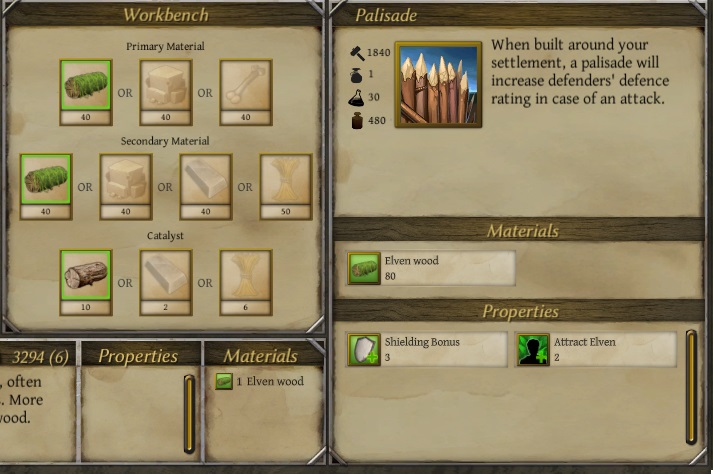 Workbench
Primary Material
OR
OR
40
40
40
Secondary Material
OR
OR
OR
40
40
40
50
Catalyst
OR
OR
10
2
6
3294 (6)
, often
s. More
wood.
Properties
Materials
1 Elven wood
Palisade
1840
1
30
480
When built around your
settlement, a palisade will
increase defenders' defence
rating in case of an attack.
Materials
Elven wood
80
Properties
Shielding Bonus
3
Attract Elven
2